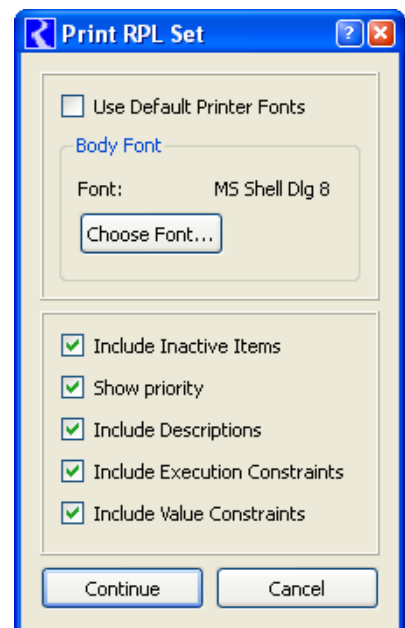 Print RPL Set
Use Default Printer Fonts
Body Font
Font: MS Shell Dlg 8
Choose Font...
Include Inactive Items
Show priority
Include Descriptions
Include Execution Constraints
Include Value Constraints
Continue Cancel